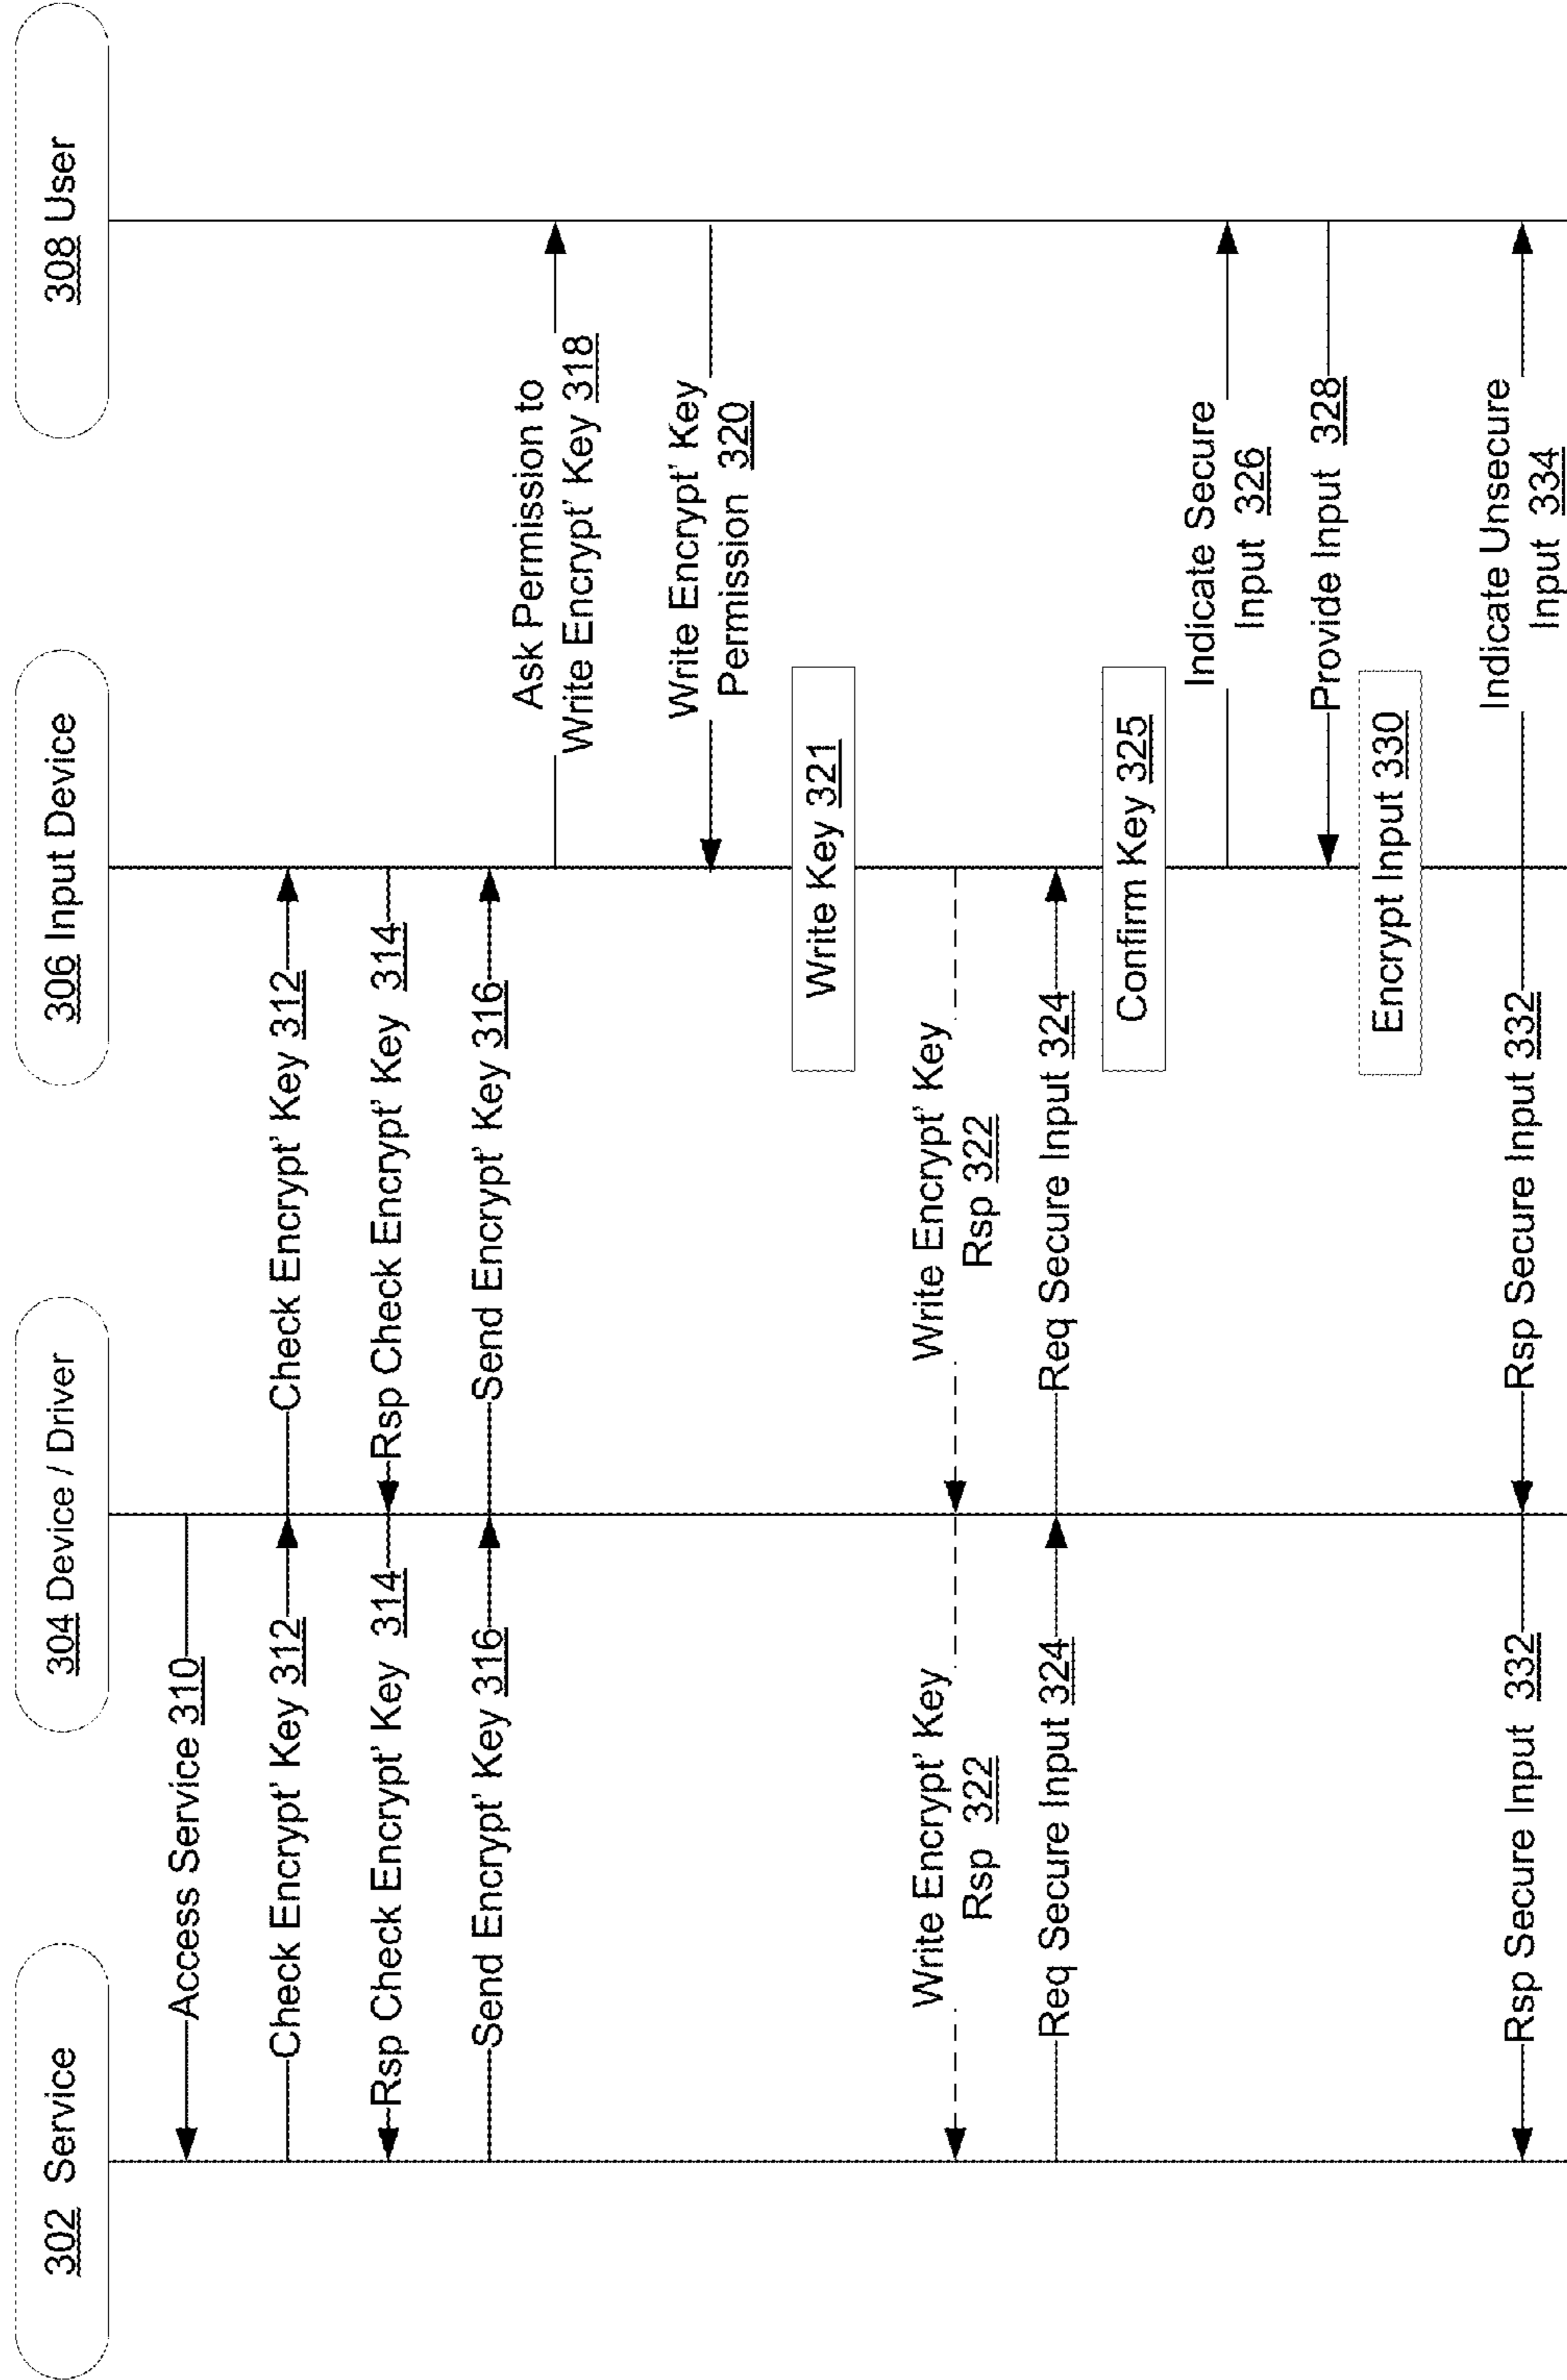 302 Service
304 Device / Driver
306 Input Device
308 User
Access Service 310
Check Encrypt' Key 312
Check Encrypt' Key 312
Rsp Check Encrypt' Key 314
Rsp Check Encrypt' Key 314
Send Encrypt' Key 316
Send Encrypt' Key 316
Ask Permission to
Write Encrypt' Key 318
Write Encrypt' Key
Permission 320
Write Key 321
Write Encrypt' Key
Rsp 322
Write Encrypt' Key
Rsp 322
Req Secure Input 324
Req Secure Input 324
Confirm Key 325
Indicate Secure
Input 326
Provide Input 328
Encrypt Input 330
Rsp Secure Input 332
Rsp Secure Input 332
Indicate Unsecure
Input 334